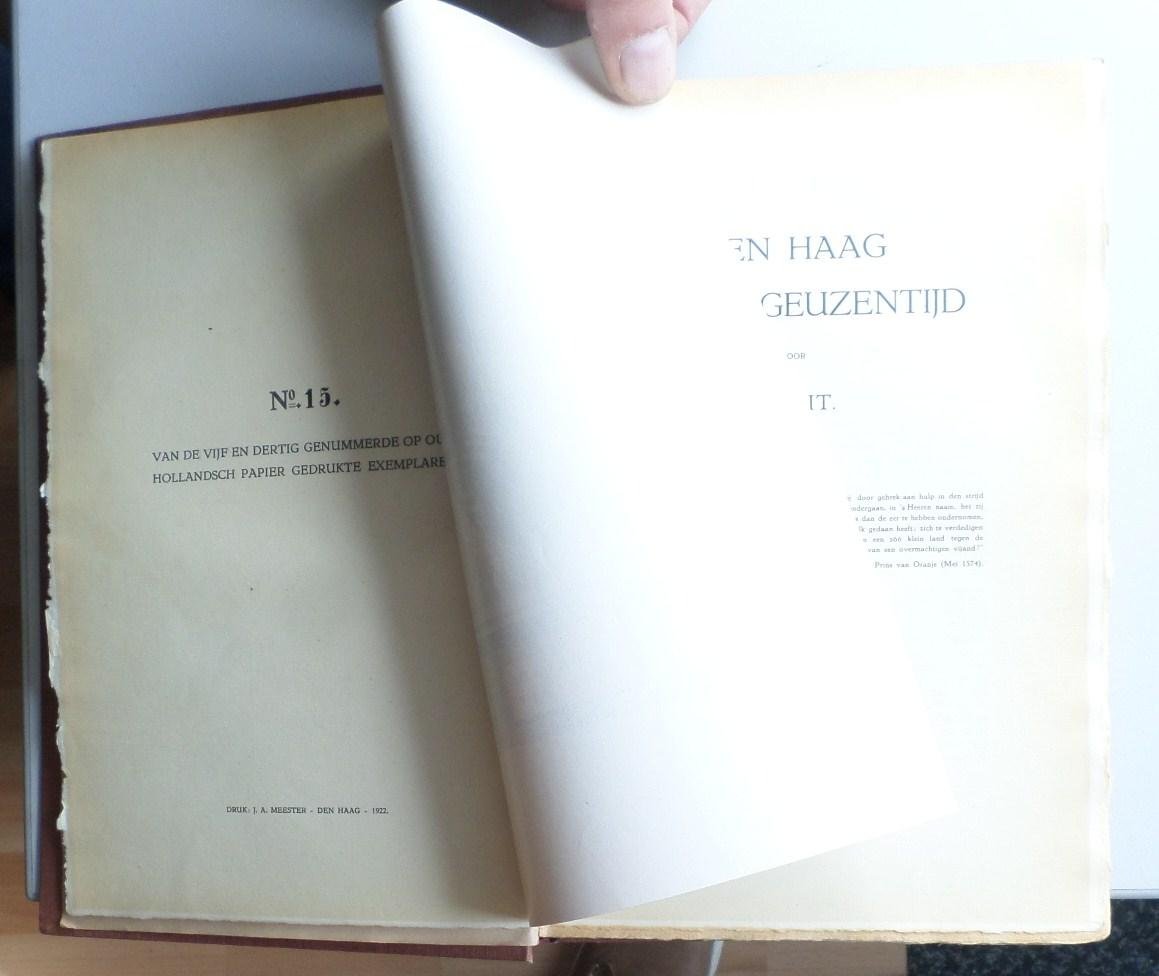 Nº. 15.
VAN DE VIJF EN DERTIG GENUMMERDE OP OU
HOLLANDSCH PAPIER GEDRUKTE EXEMPLARE
DRUK: J. A. MEESTER - DEN HAAG - 1922.
EN HAAG
GEUZENTIJD
OOR
IT.
door gebrek aan hulp in den strijd
ondergaan, in 's Heeren naam, het zij
dan de eer te hebben ondernomen,
lk gedaan heeft; zich te verdedigen
een zóó klein land tegen de
van een overmachtigen vijand!"
Prins van Oranje (Mei 1574).